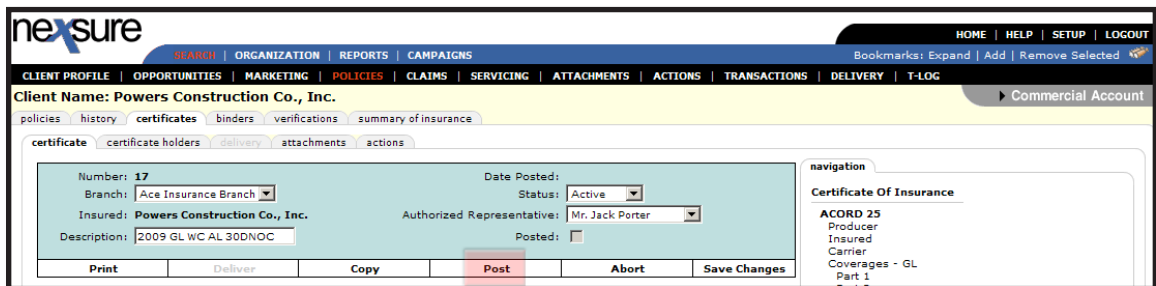 nexsure
HOME | HELP | SETUP | LOGOUT
SEARCH | ORGANIZATION | REPORTS | CAMPAIGNS
Bookmarks: Expand | Add | Remove Selected
CLIENT PROFILE | OPPORTUNITIES | MARKETING | POLICIES | CLAIMS | SERVICING | ATTACHMENTS | ACTIONS | TRANSACTIONS | DELIVERY | T-LOG
Client Name: Powers Construction Co., Inc.
Commercial Account
policies history certificates binders verifications summary of insurance
certificate certificate holders delivery attachments actions
Number: 17 Date Posted:
Branch: Ace Insurance Branch Status: Active
Insured: Powers Construction Co., Inc. Authorized Representative: Mr. Jack Porter
Description: 2009 GL WC AL 30DNOC Posted:
Print Deliver Copy Post Abort Save Changes
navigation
Certificate Of Insurance
ACORD 25
Producer
Insured
Carrier
Coverages - GL
Part 1